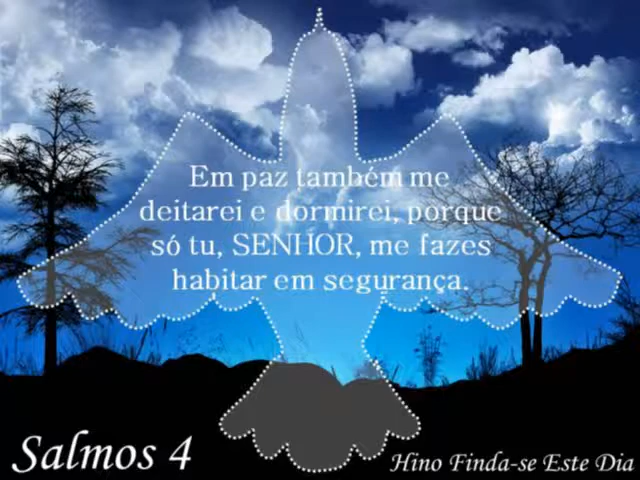 Em paz também me
deitarei e dormirei, porque
só tu, SENHOR, me fazes
habitar em segurança.
Salmos 4
Hino Finda-se Este Dia